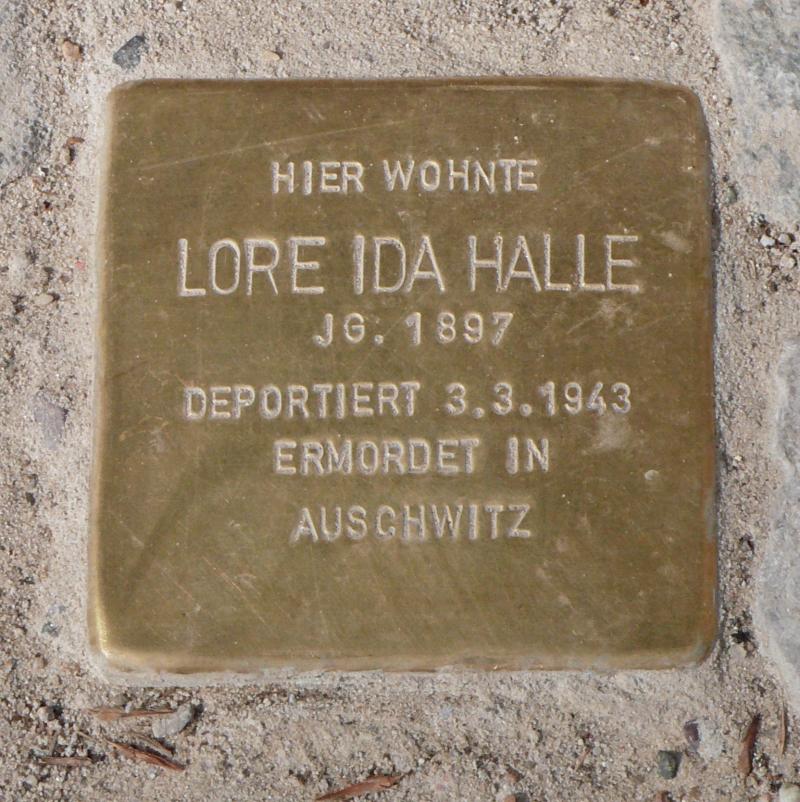 HIER WOHNTE
LORE IDA HALLE
JG. 1897
DEPORTIERT 3.3.1943
ERMORDET IN
AUSCHWITZ